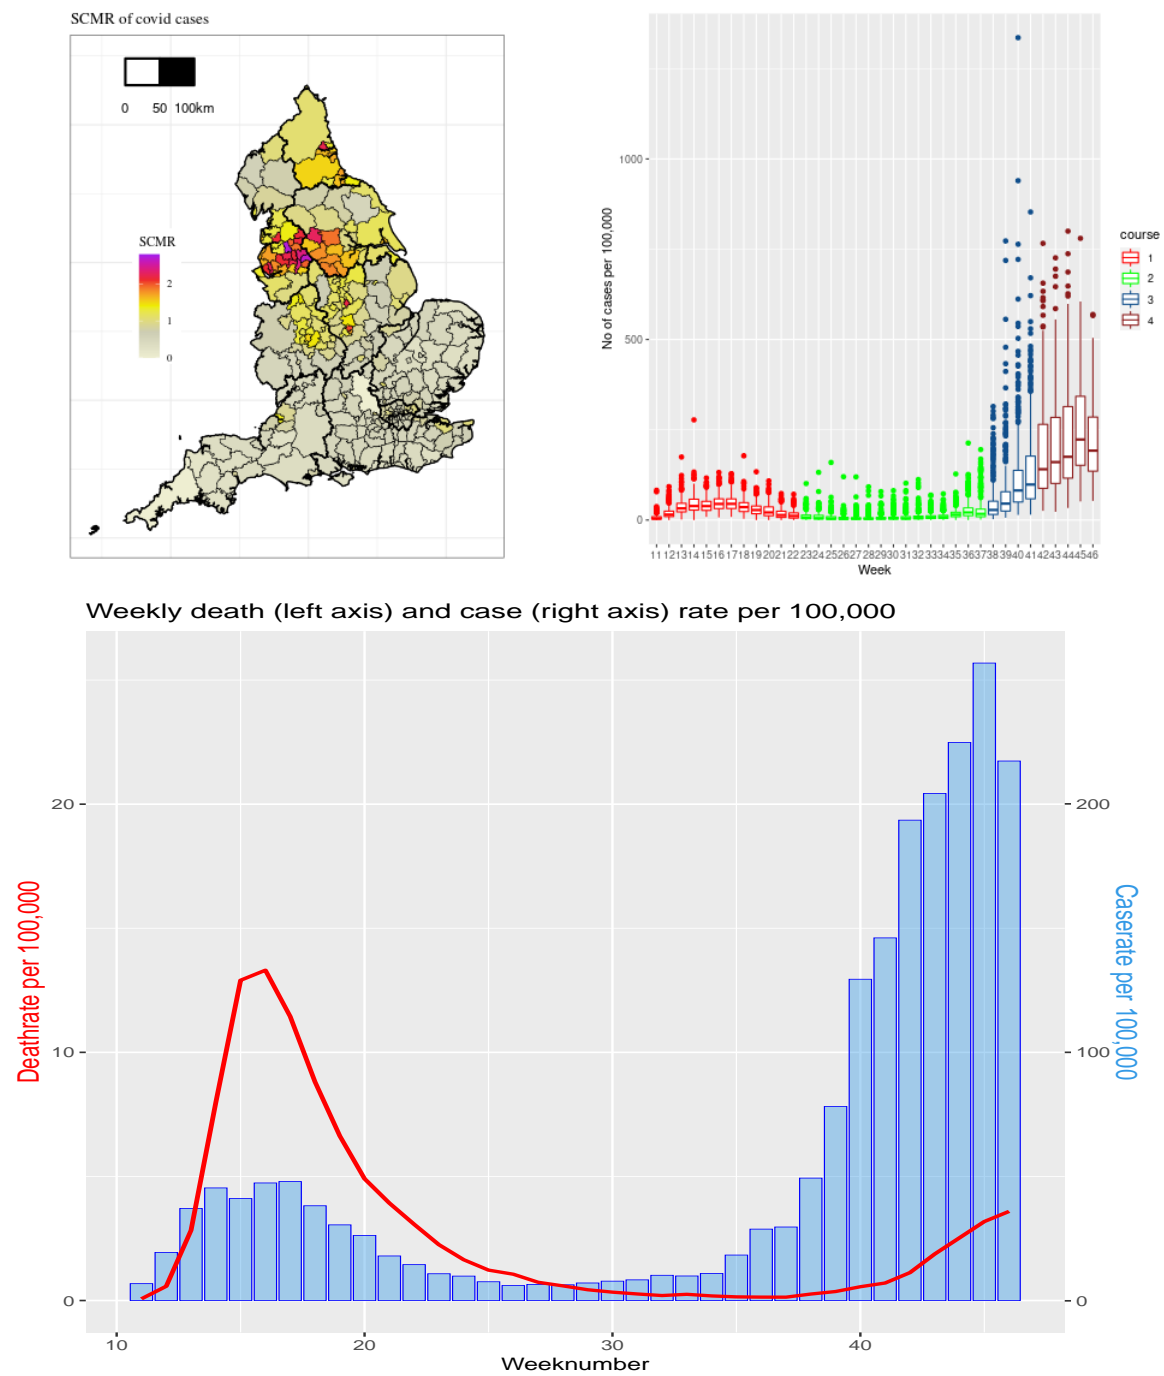 SCMR of covid cases
0 50 100km
SCMR
2
1
0
1000
500
0
No of cases per 100,000
11 12 13 14 15 16 17 18 19 20 21 22 23 24 25 26 27 28 29 30 31 32 33 34 35 36 37 38 39 40 41 42 43 44 45 46
Week
course
1
2
3
4
Weekly death (left axis) and case (right axis) rate per 100,000
20
10
0
Deathrate per 100,000
200
100
0
Caserate per 100,000
10 20 30 40
Weeknumber